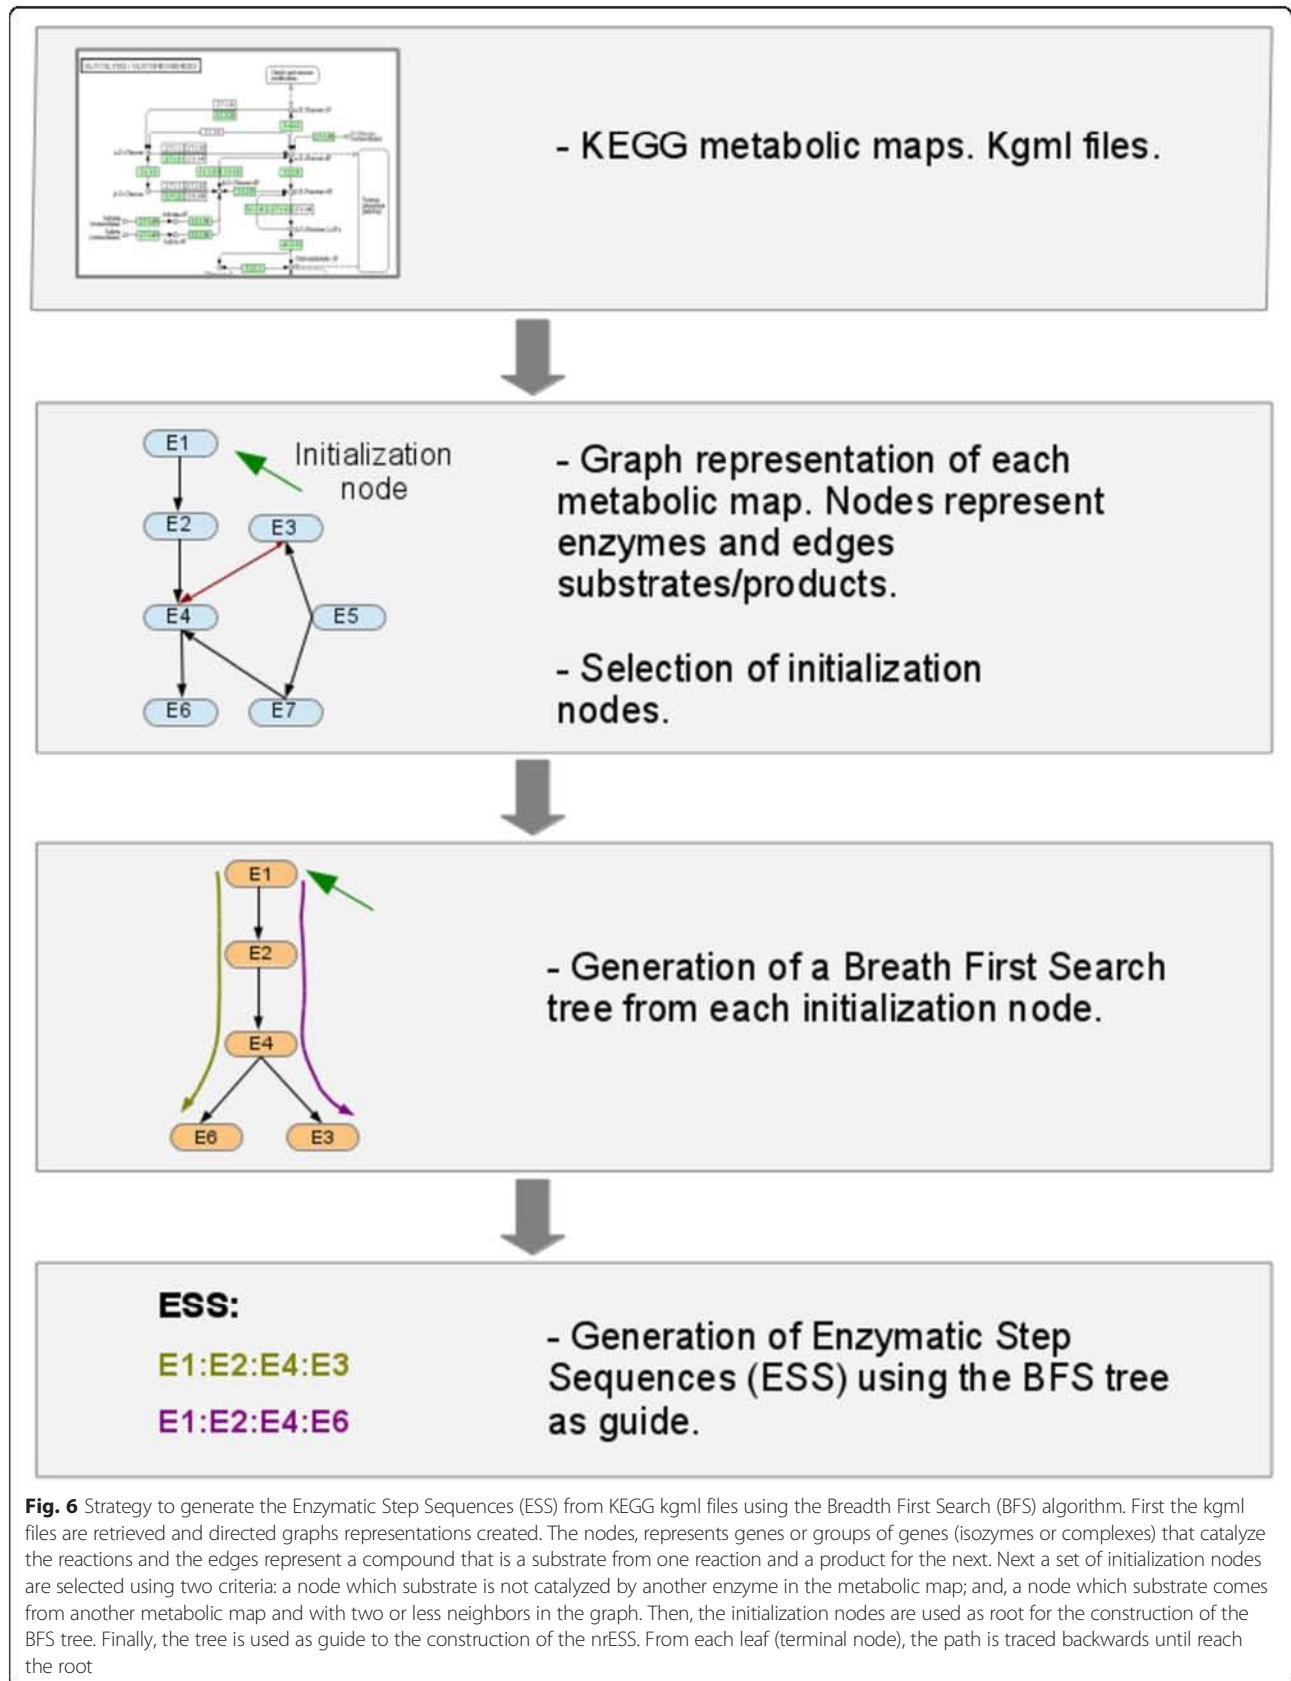 - KEGG metabolic maps. Kgml files.
E1
Initialization
node
E2
E3
E4
E5
E6
E7
- Graph representation of each
metabolic map. Nodes represent
enzymes and edges
substrates/products.
- Selection of initialization
nodes.
E1
E2
E4
E6
E3
- Generation of a Breath First Search
tree from each initialization node.
ESS:
E1:E2:E4:E3
E1:E2:E4:E6
- Generation of Enzymatic Step
Sequences (ESS) using the BFS tree
as guide.
Fig. 6 Strategy to generate the Enzymatic Step Sequences (ESS) from KEGG kgml files using the Breadth First Search (BFS) algorithm. First the kgml
files are retrieved and directed graphs representations created. The nodes, represents genes or groups of genes (isozymes or complexes) that catalyze
the reactions and the edges represent a compound that is a substrate from one reaction and a product for the next. Next a set of initialization nodes
are selected using two criteria: a node which substrate is not catalyzed by another enzyme in the metabolic map; and, a node which substrate comes
from another metabolic map and with two or less neighbors in the graph. Then, the initialization nodes are used as root for the construction of the
BFS tree. Finally, the tree is used as guide to the construction of the nrESS. From each leaf (terminal node), the path is traced backwards until reach
the root